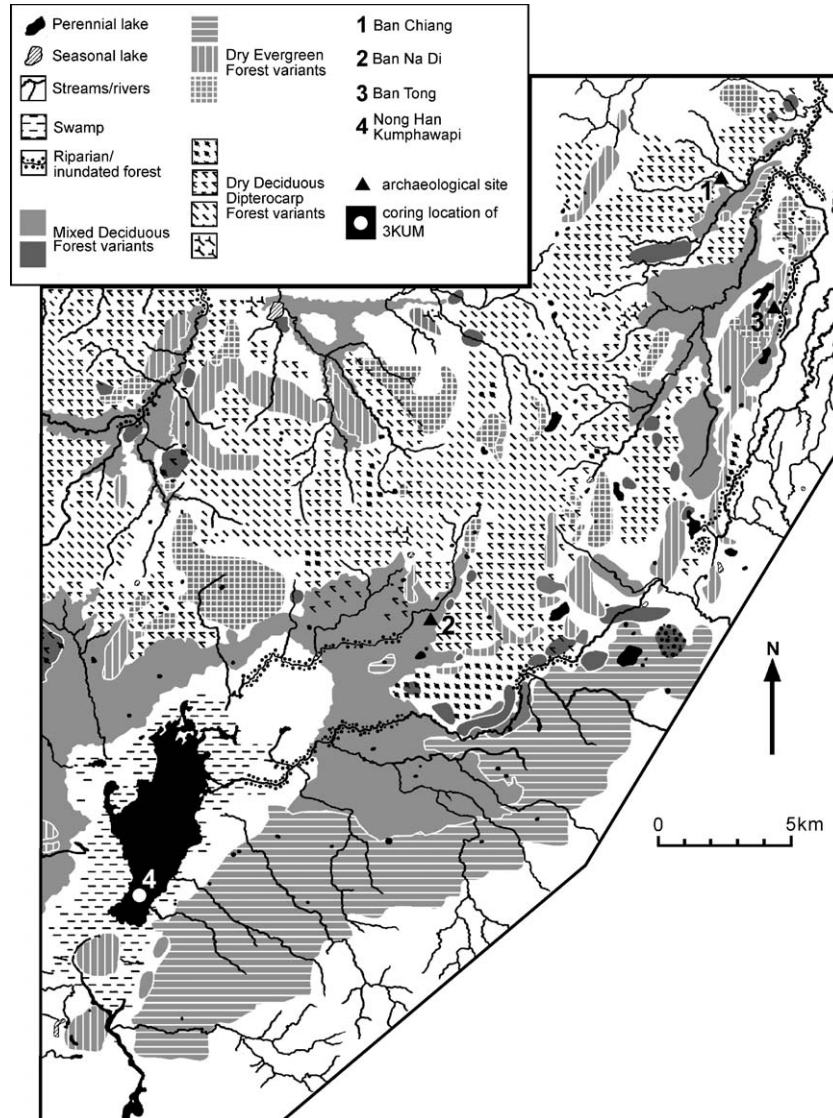 Perennial lake
Seasonal lake
Streams/rivers
Swamp
Riparian/
inundated forest
Mixed Deciduous
Forest variants
Dry Evergreen
Forest variants
Dry Deciduous
Dipterocarp
Forest variants
1 Ban Chiang
2 Ban Na Di
3 Ban Tong
4 Nong Han
Kumphawapi
archaeological site
coring location of
3KUM
1
3
2
4
N
0 5km